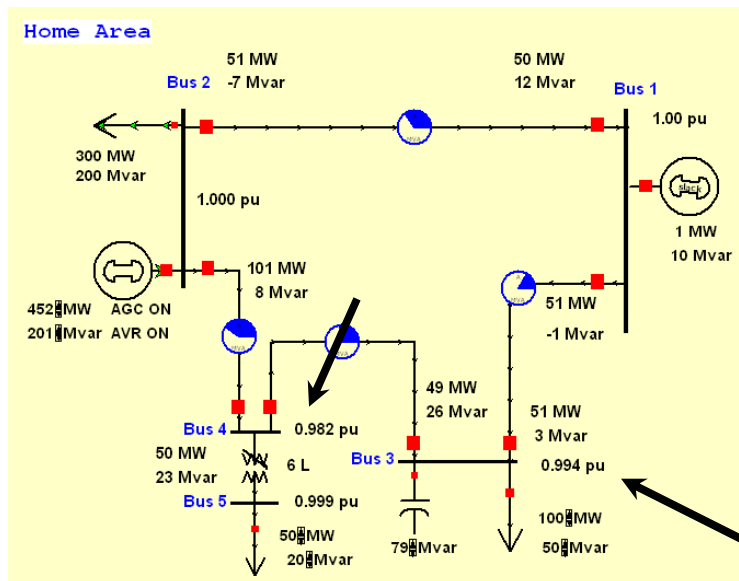 Home Area
51 MW
-7 Mvar
50 MW
12 Mvar
Bus 2
Bus 1
1.00 pu
300 MW
200 Mvar
slack
1.000 pu
1 MW
10 Mvar
101 MW
8 Mvar
452 MW AGC ON
201 Mvar AVR ON
A
MVA
51 MW
-1 Mvar
49 MW
26 Mvar
51 MW
3 Mvar
Bus 4
0.982 pu
50 MW
23 Mvar
6 L
Bus 3
0.994 pu
Bus 5
0.999 pu
50 MW
20 Mvar
79 Mvar
100 MW
50 Mvar